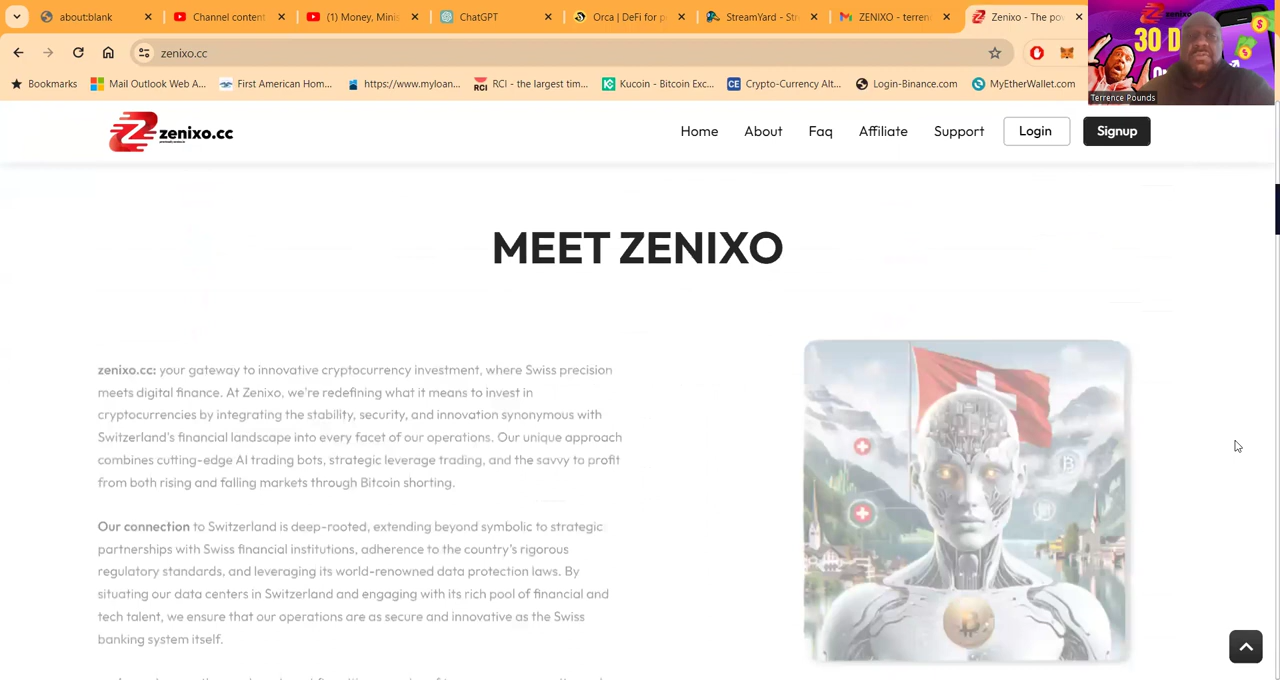 about:blank
Channel content
(1) Money, Minis
ChatGPT
Orca | DeFi for p
StreamYard - Str
ZENIXO - terren
Zenixo - The pow
zenixo.cc
Bookmarks
Mail Outlook Web A...
First American Hom...
https://www.myloan...
RCI - the largest tim...
Kucoin - Bitcoin Exc...
Crypto-Currency Alt...
Login-Binance.com
MyEtherWallet.com
30 D
Terrence Pounds
zenixo.cc
Home
About
Faq
Affiliate
Support
Login
Signup
MEET ZENIXO
zenixo.cc: your gateway to innovative cryptocurrency investment, where Swiss precision
meets digital finance. At Zenixo, we're redefining what it means to invest in
cryptocurrencies by integrating the stability, security, and innovation synonymous with
Switzerland's financial landscape into every facet of our operations. Our unique approach
combines cutting-edge AI trading bots, strategic leverage trading, and the savvy to profit
from both rising and falling markets through Bitcoin shorting.
Our connection to Switzerland is deep-rooted, extending beyond symbolic to strategic
partnerships with Swiss financial institutions, adherence to the country's rigorous
regulatory standards, and leveraging its world-renowned data protection laws. By
situating our data centers in Switzerland and engaging with its rich pool of financial and
tech talent, we ensure that our operations are as secure and innovative as the Swiss
banking system itself.